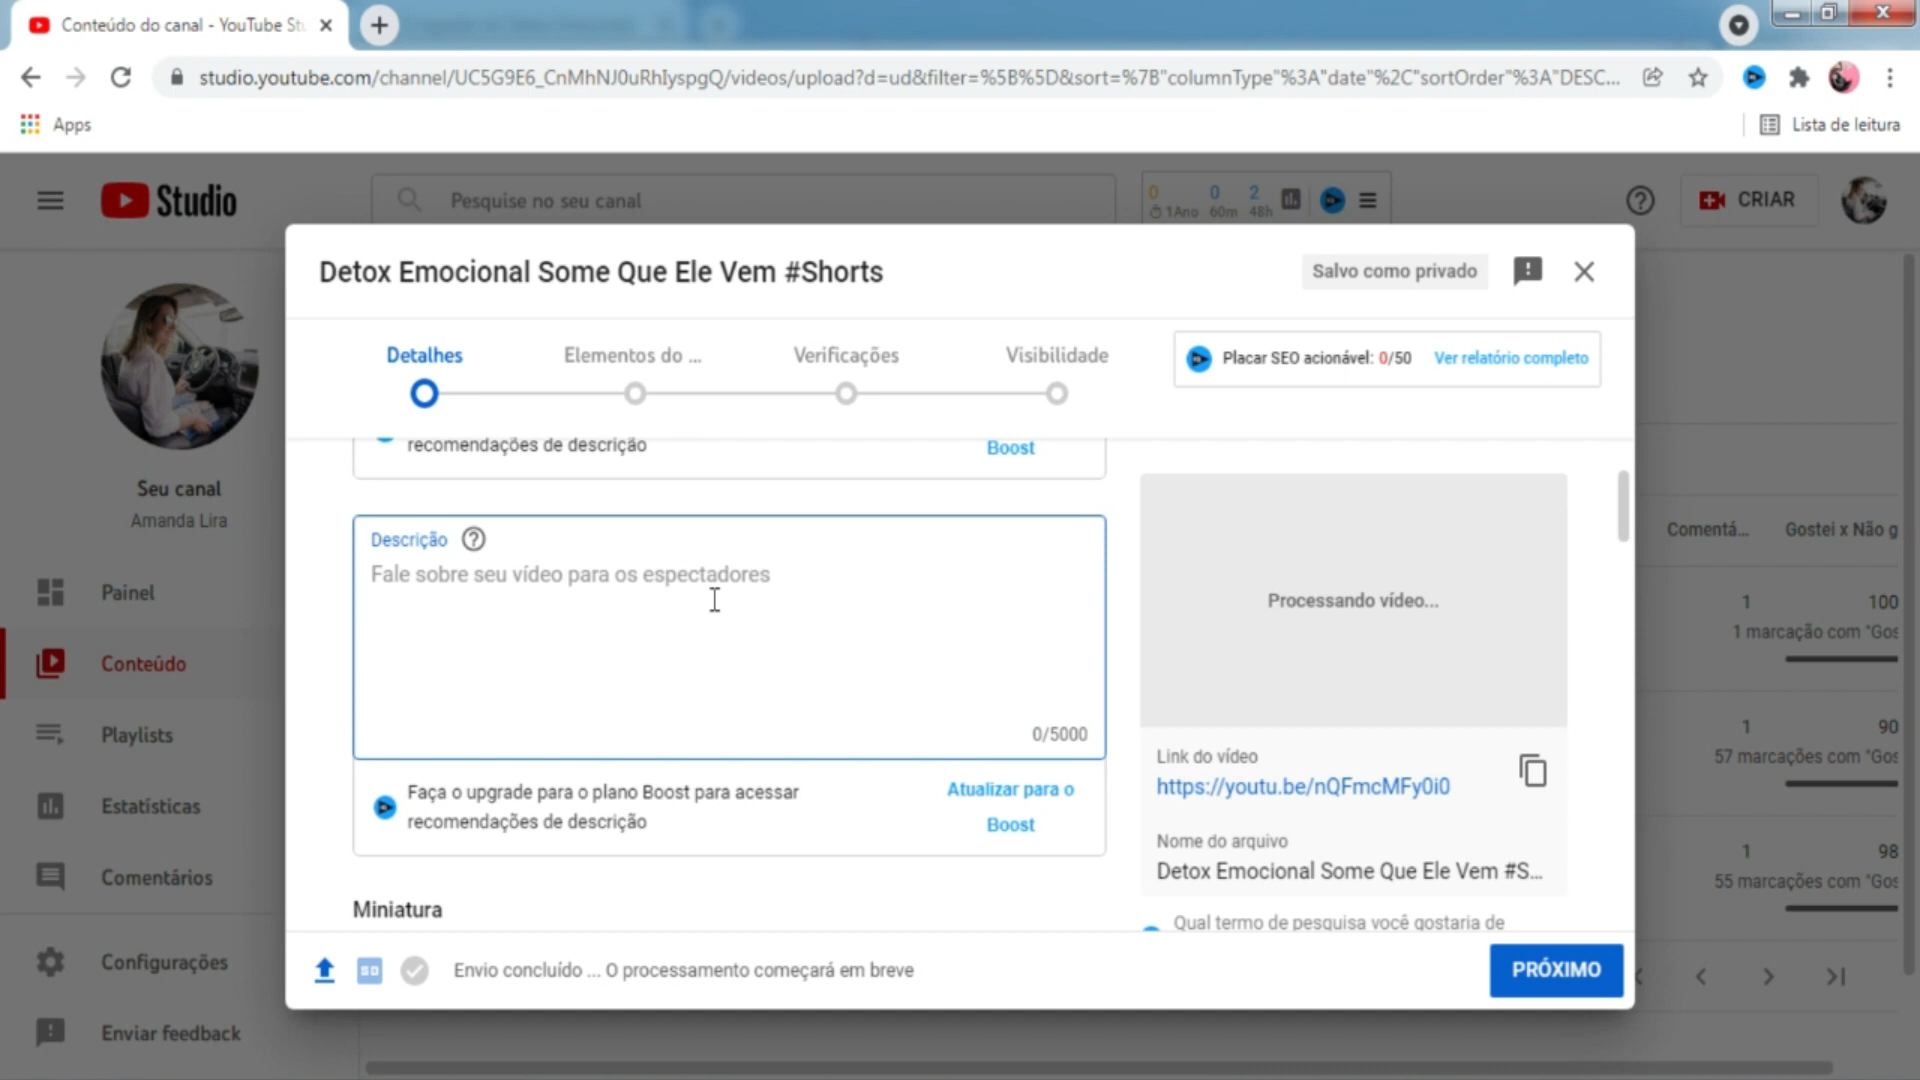 Conteúdo do canal - YouTube St
studio.youtube.com/channel/UC5G9E6_CnMhNJ0uRhIyspgQ/videos/upload?d=ud&filter=%5B%5D&sort=%7B"columnType"%3A"date"%2C"sortOrder"%3A"DESC...
Apps
Lista de leitura
Studio
Pesquise no seu canal
0 0 2
1Ano 60m 48h
CRIAR
Detox Emocional Some Que Ele Vem #Shorts
Salvo como privado
Detalhes
Elementos do ...
Verificações
Visibilidade
Placar SEO acionável: 0/50
Ver relatório completo
recomendações de descrição
Boost
Descrição
Fale sobre seu vídeo para os espectadores
0/5000
Faça o upgrade para o plano Boost para acessar
recomendações de descrição
Atualizar para o
Boost
Miniatura
Processando vídeo...
Link do vídeo
https://youtu.be/nQFmcMFy0i0
Nome do arquivo
Detox Emocional Some Que Ele Vem #S...
Qual termo de pesquisa você gostaria de
Envio concluído ... O processamento começará em breve
PRÓXIMO
Seu canal
Amanda Lira
Painel
Conteúdo
Playlists
Estatísticas
Comentários
Configurações
Enviar feedback
Comentá...
Gostei x Não g
1
100
1 marcação com "Gos
1
90
57 marcações com "Gos
1
98
55 marcações com "Gos